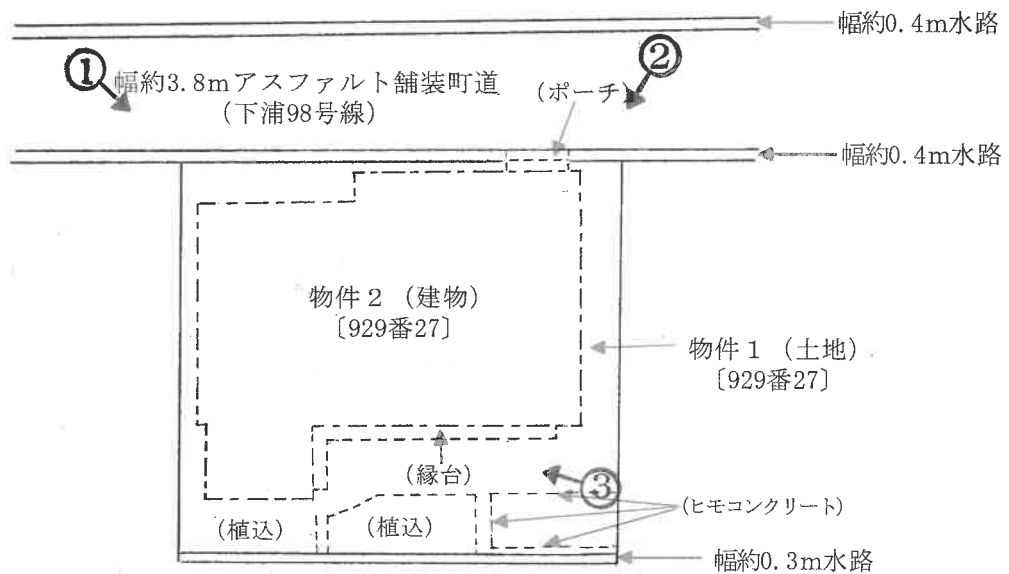 幅約0.4m水路
①
②
幅約3.8mアスファルト舗装町道
(下浦98号線)
(ポーチ)
幅約0.4m水路
物件2 (建物)
〔929番27〕
物件1 (土地)
〔929番27〕
(縁台)
③
(ヒモコンクリート)
(植込)
(植込)
幅約0.3m水路